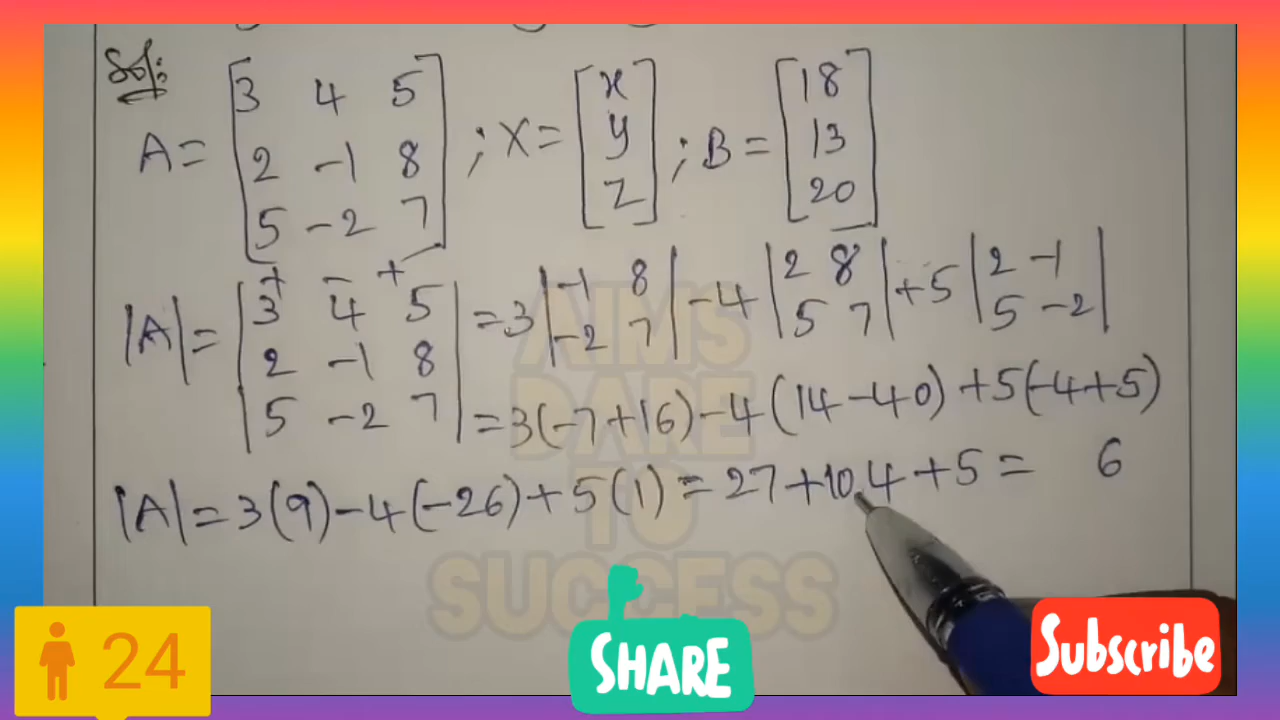 Sol:
A = [3 4 5; 2 -1 8; 5 -2 7] ; X = [x; y; z] ; B = [18; 13; 20]
+ - +
|A| = |3 4 5; 2 -1 8; 5 -2 7| = 3|-1 8; -2 7| -4|2 8; 5 7| +5|2 -1; 5 -2|
= 3(-7+16) -4(14-40) +5(-4+5)
|A| = 3(9) -4(-26) +5(1) = 27+104+5 = 6
AIMS
DARE
TO
SUCCESS
24
SHARE
Subscribe